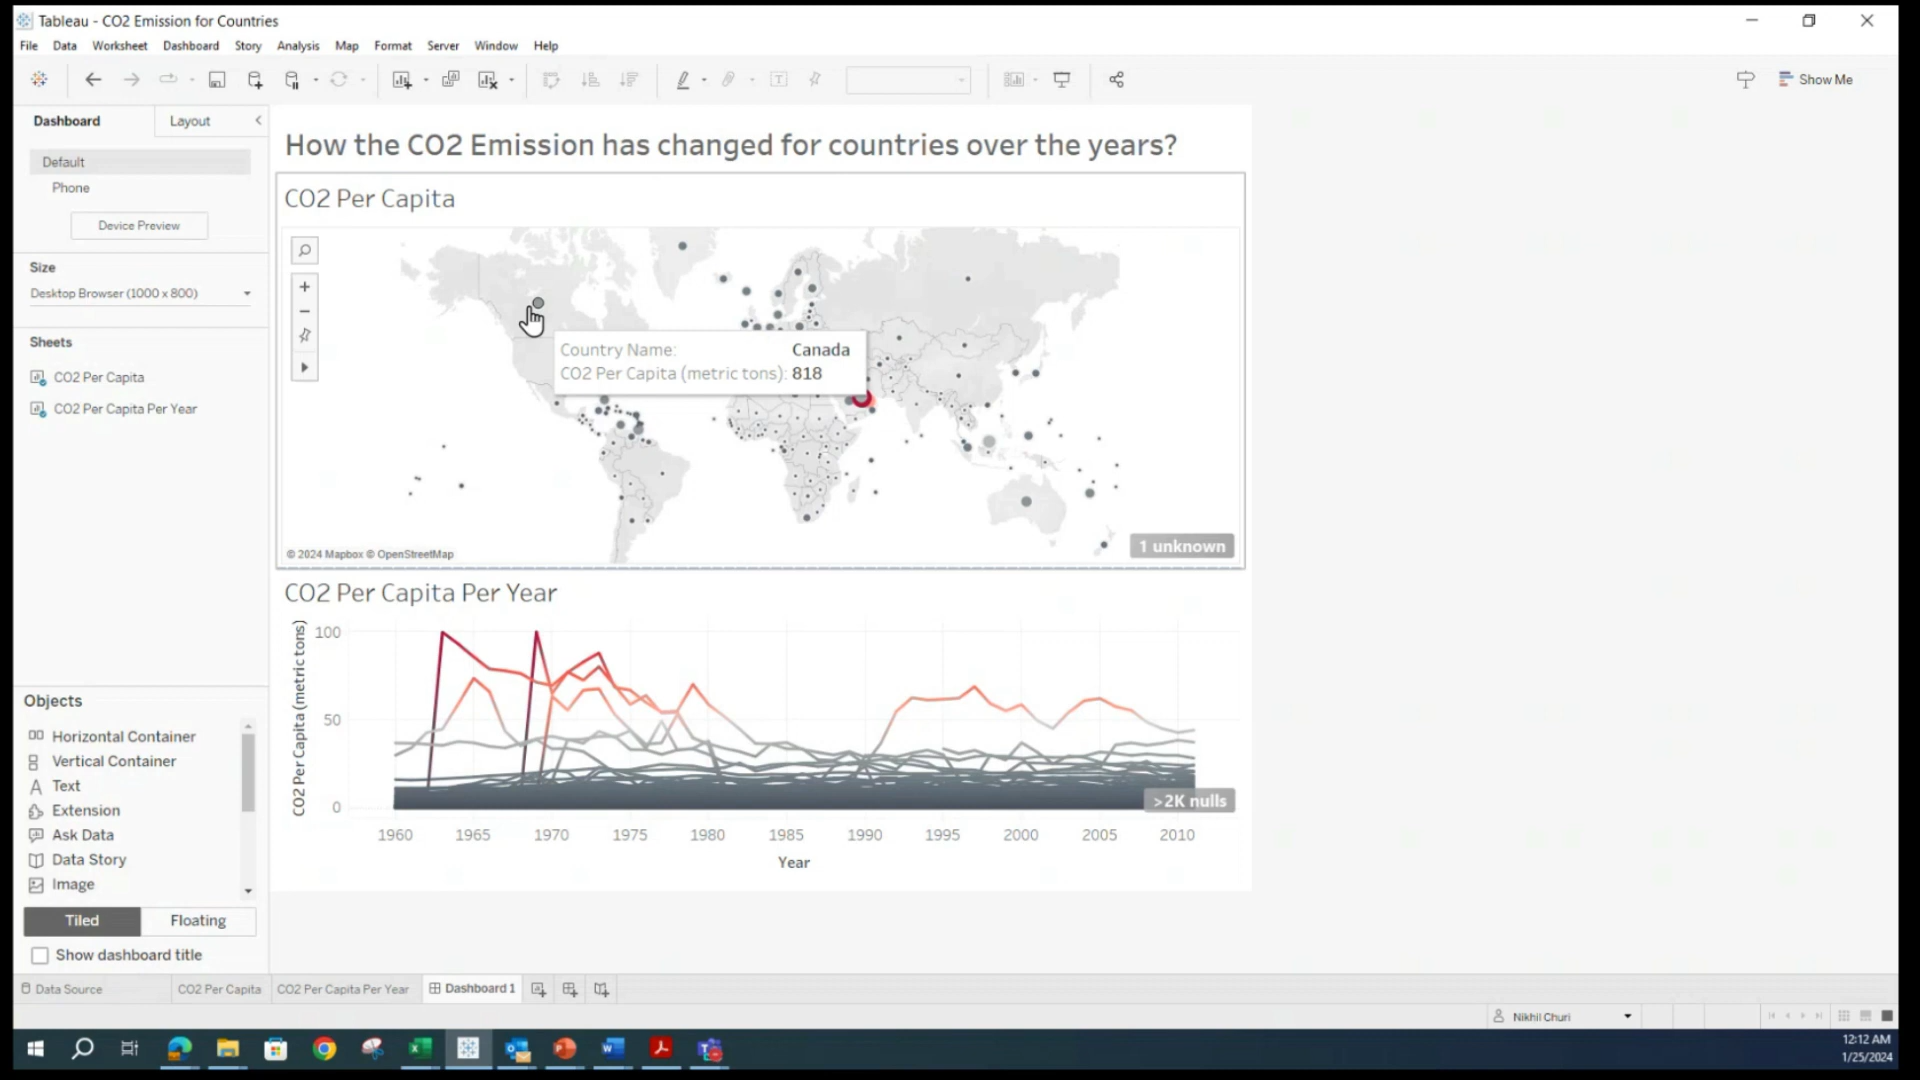 Tableau - CO2 Emission for Countries
File Data Worksheet Dashboard Story Analysis Map Format Server Window Help
Show Me
Dashboard Layout
Default
Phone
Device Preview
Size
Desktop Browser (1000 x 800)
Sheets
CO2 Per Capita
CO2 Per Capita Per Year
Objects
Horizontal Container
Vertical Container
Text
Extension
Ask Data
Data Story
Image
Tiled Floating
Show dashboard title
How the CO2 Emission has changed for countries over the years?
CO2 Per Capita
Country Name: Canada
CO2 Per Capita (metric tons): 818
© 2024 Mapbox © OpenStreetMap
1 unknown
CO2 Per Capita Per Year
CO2 Per Capita (metric tons)
100
50
0
>2K nulls
1960 1965 1970 1975 1980 1985 1990 1995 2000 2005 2010
Year
Data Source CO2 Per Capita CO2 Per Capita Per Year Dashboard 1
Nikhil Churi
12:12 AM
1/25/2024